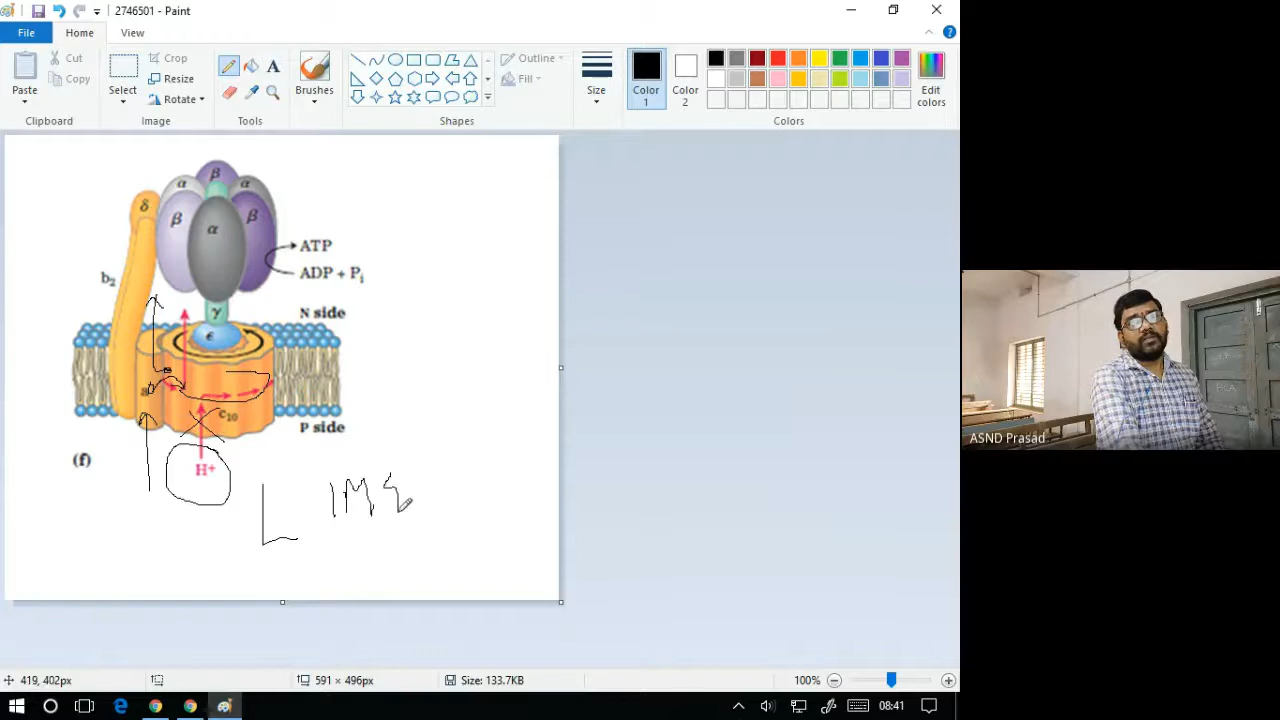 2746501 - Paint
File Home View
Paste
Cut
Copy
Clipboard
Select
Crop
Resize
Rotate
Image
A
Tools
Brushes
Shapes
Outline
Fill
Size
Color 1
Color 2
Edit colors
Colors
β
α α
δ
β β
α
ATP
b₂
ADP + Pᵢ
γ
N side
ε
a
c₁₀
P side
(f)
H⁺
L IMS
ASND Prasad
419, 402px
591 × 496px
Size: 133.7KB
100%
08:41